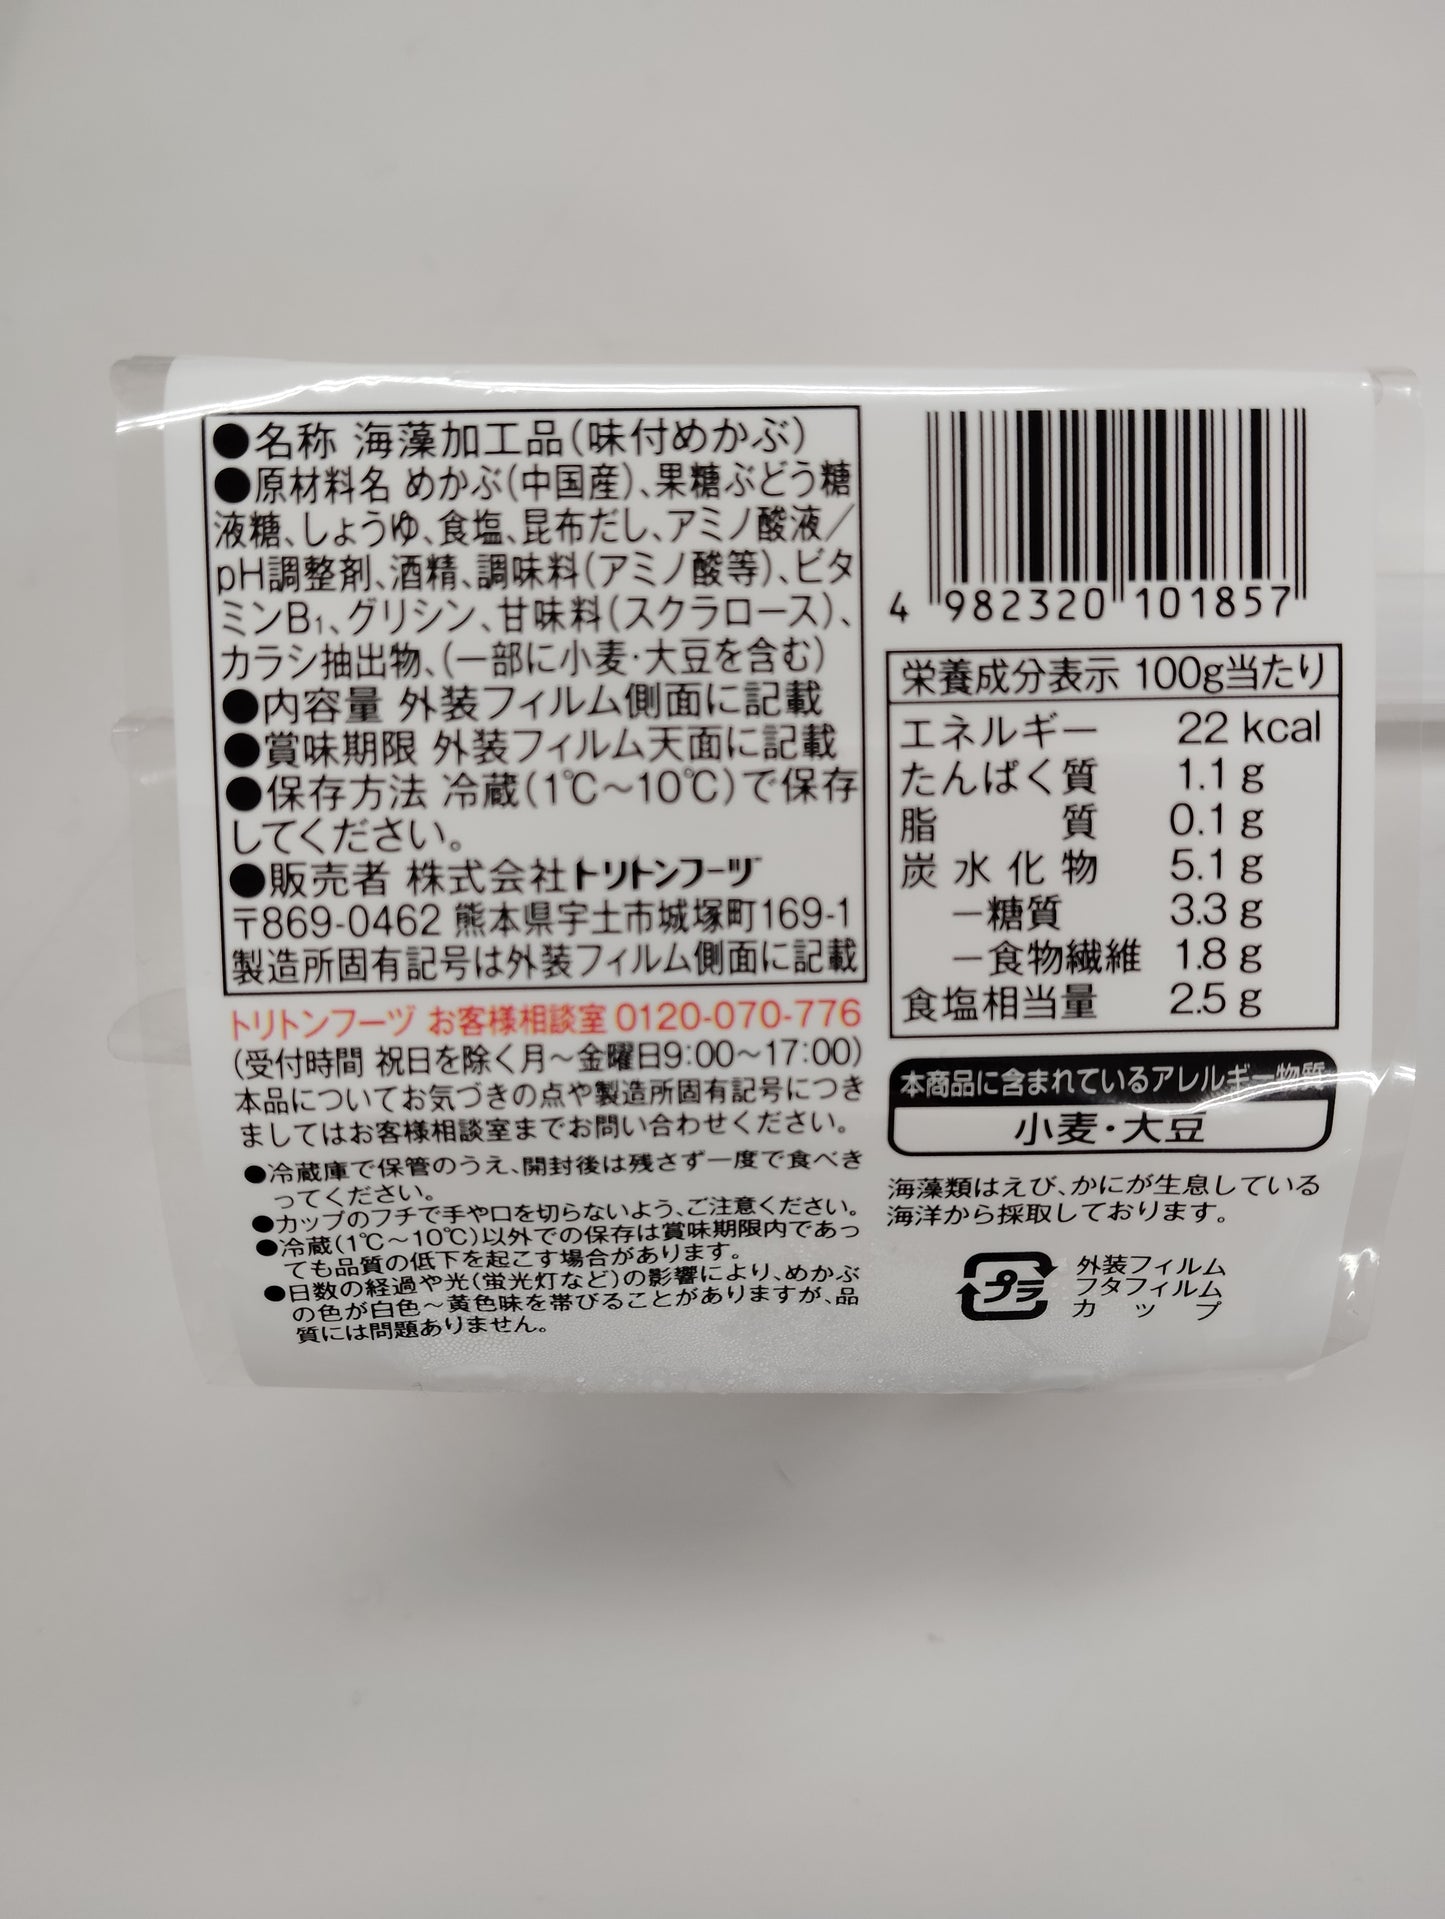 ●名称 海藻加工品(味付めかぶ)
●原材料名 めかぶ(中国産)、果糖ぶどう糖
液糖、しょうゆ、食塩、昆布だし、アミノ酸液/
pH調整剤、酒精、調味料(アミノ酸等)、ビタ
ミンB1、グリシン、甘味料(スクラロース)、
カラシ抽出物、(一部に小麦・大豆を含む)
●内容量 外装フィルム側面に記載
●賞味期限 外装フィルム天面に記載
●保存方法 冷蔵(1℃～10℃)で保存
してください。
●販売者 株式会社トリトンフーヅ
〒869-0462 熊本県宇土市城塚町169-1
製造所固有記号は外装フィルム側面に記載
トリトンフーヅ お客様相談室 0120-070-776
(受付時間 祝日を除く月～金曜日9:00～17:00)
本品についてお気づきの点や製造所固有記号につき
ましてはお客様相談室までお問い合わせください。
●冷蔵庫で保管のうえ、開封後は残さず一度で食べき
ってください。
●カップのフチで手や口を切らないよう、ご注意ください。
●冷蔵(1℃～10℃)以外での保存は賞味期限内であっ
ても品質の低下を起こす場合があります。
●日数の経過や光(蛍光灯など)の影響により、めかぶ
の色が白色～黄色味を帯びることがありますが、品
質には問題ありません。
4 982320 101857
栄養成分表示 100g当たり
エネルギー 22 kcal
たんぱく質 1.1 g
脂質 0.1 g
炭水化物 5.1 g
－糖質 3.3 g
－食物繊維 1.8 g
食塩相当量 2.5 g
本商品に含まれているアレルギー物質
小麦・大豆
海藻類はえび、かにが生息している
海洋から採取しております。
プラ
外装フィルム
フタフィルム
カップ